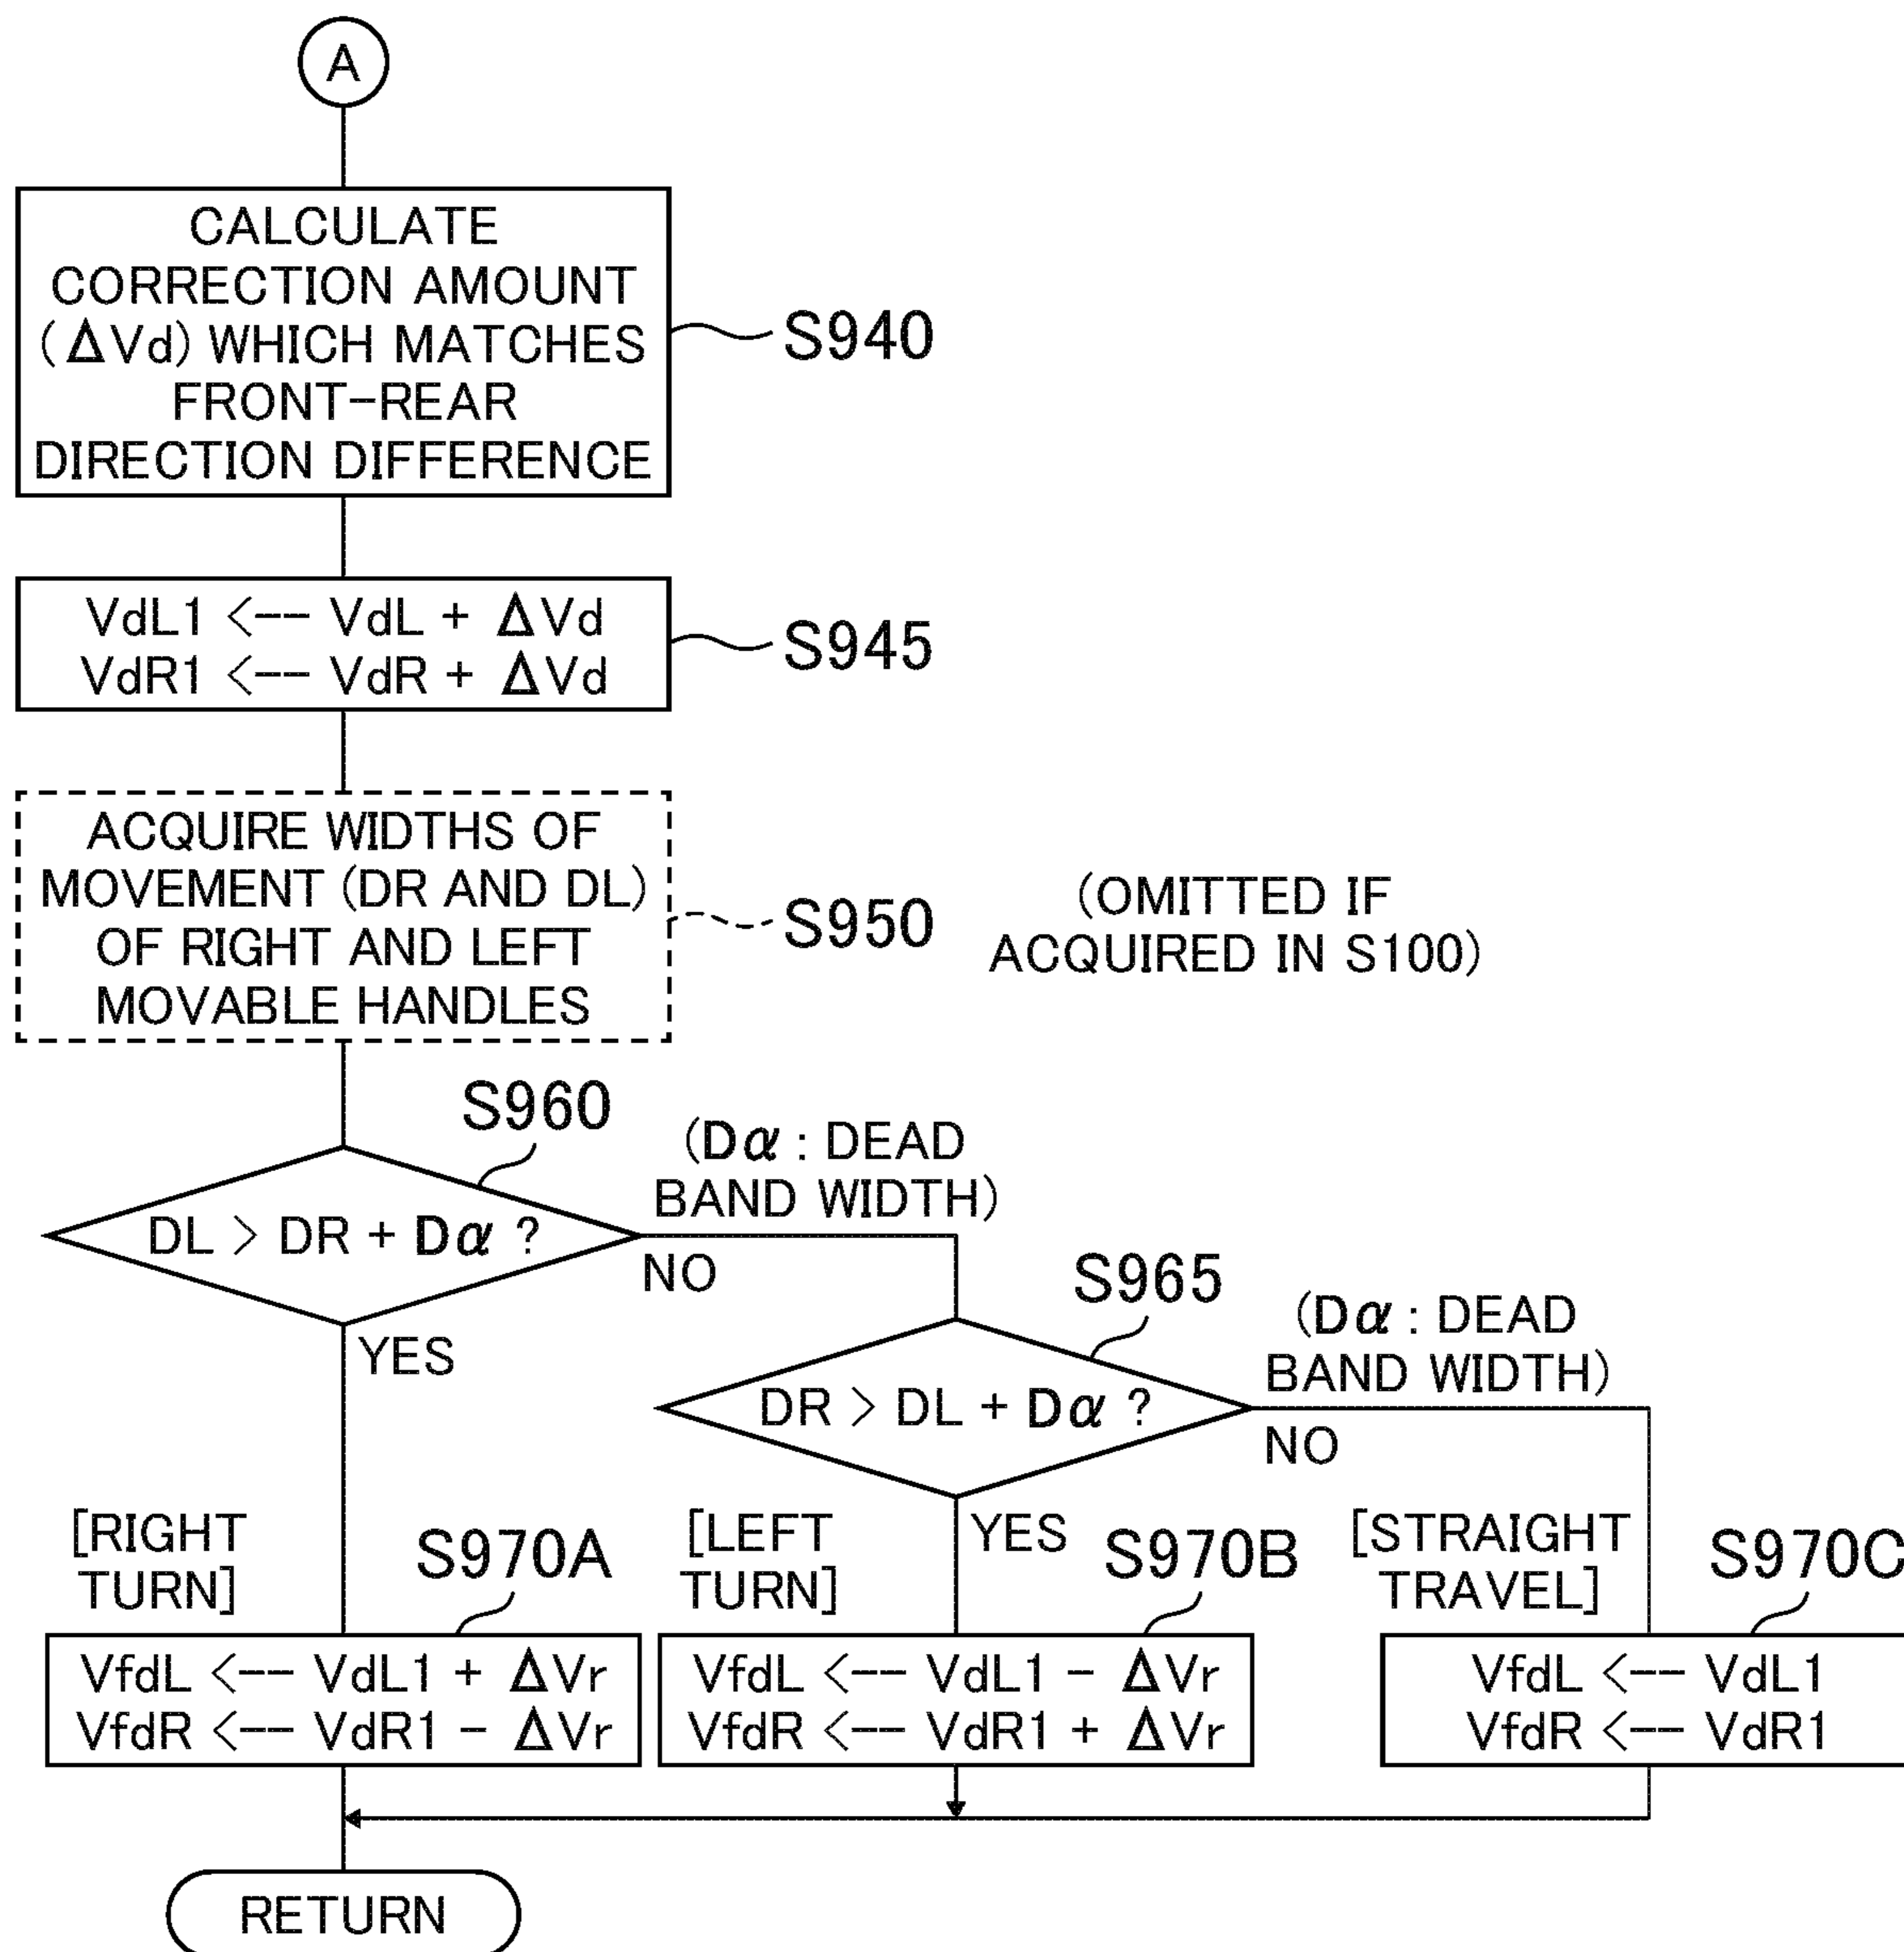 A
CALCULATE
CORRECTION AMOUNT
(ΔVd) WHICH MATCHES
FRONT-REAR
DIRECTION DIFFERENCE
S940
VdL1 <-- VdL + ΔVd
VdR1 <-- VdR + ΔVd
S945
ACQUIRE WIDTHS OF
MOVEMENT (DR AND DL)
OF RIGHT AND LEFT
MOVABLE HANDLES
S950
(OMITTED IF
ACQUIRED IN S100)
S960
(Dα : DEAD
BAND WIDTH)
DL > DR + Dα ?
NO
YES
S965
(Dα : DEAD
BAND WIDTH)
DR > DL + Dα ?
NO
YES
[RIGHT
TURN]
S970A
[LEFT
TURN]
S970B
[STRAIGHT
TRAVEL]
S970C
VfdL <-- VdL1 + ΔVr
VfdR <-- VdR1 - ΔVr
VfdL <-- VdL1 - ΔVr
VfdR <-- VdR1 + ΔVr
VfdL <-- VdL1
VfdR <-- VdR1
RETURN